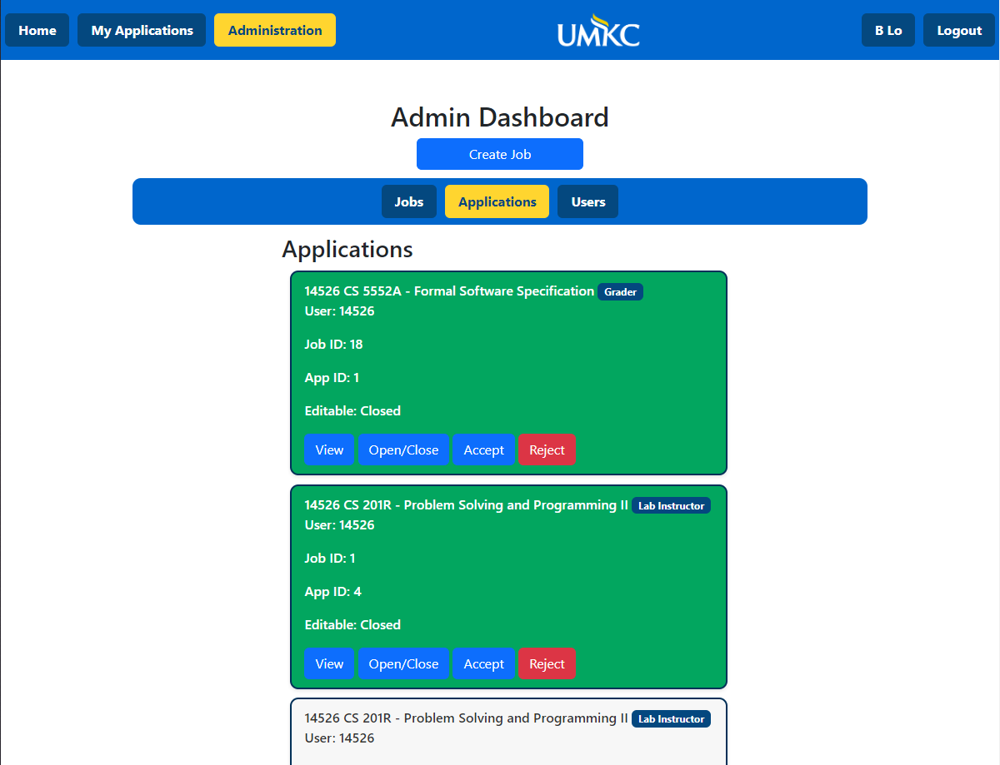 Home My Applications Administration UMKC B Lo Logout
Admin Dashboard
Create Job
Jobs Applications Users
Applications
14526 CS 5552A - Formal Software Specification Grader
User: 14526
Job ID: 18
App ID: 1
Editable: Closed
View Open/Close Accept Reject
14526 CS 201R - Problem Solving and Programming II Lab Instructor
User: 14526
Job ID: 1
App ID: 4
Editable: Closed
View Open/Close Accept Reject
14526 CS 201R - Problem Solving and Programming II Lab Instructor
User: 14526